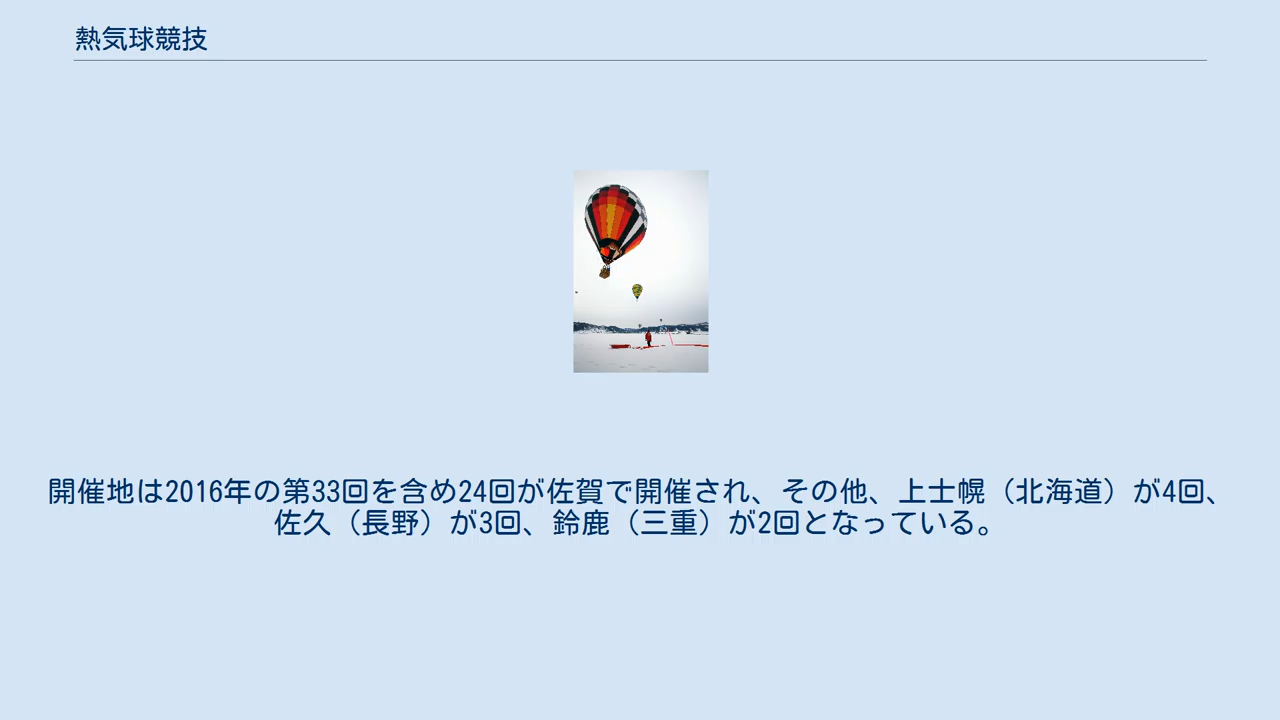 熱気球競技
開催地は2016年の第33回を含め24回が佐賀で開催され、その他、上士幌（北海道）が4回、
佐久（長野）が3回、鈴鹿（三重）が2回となっている。